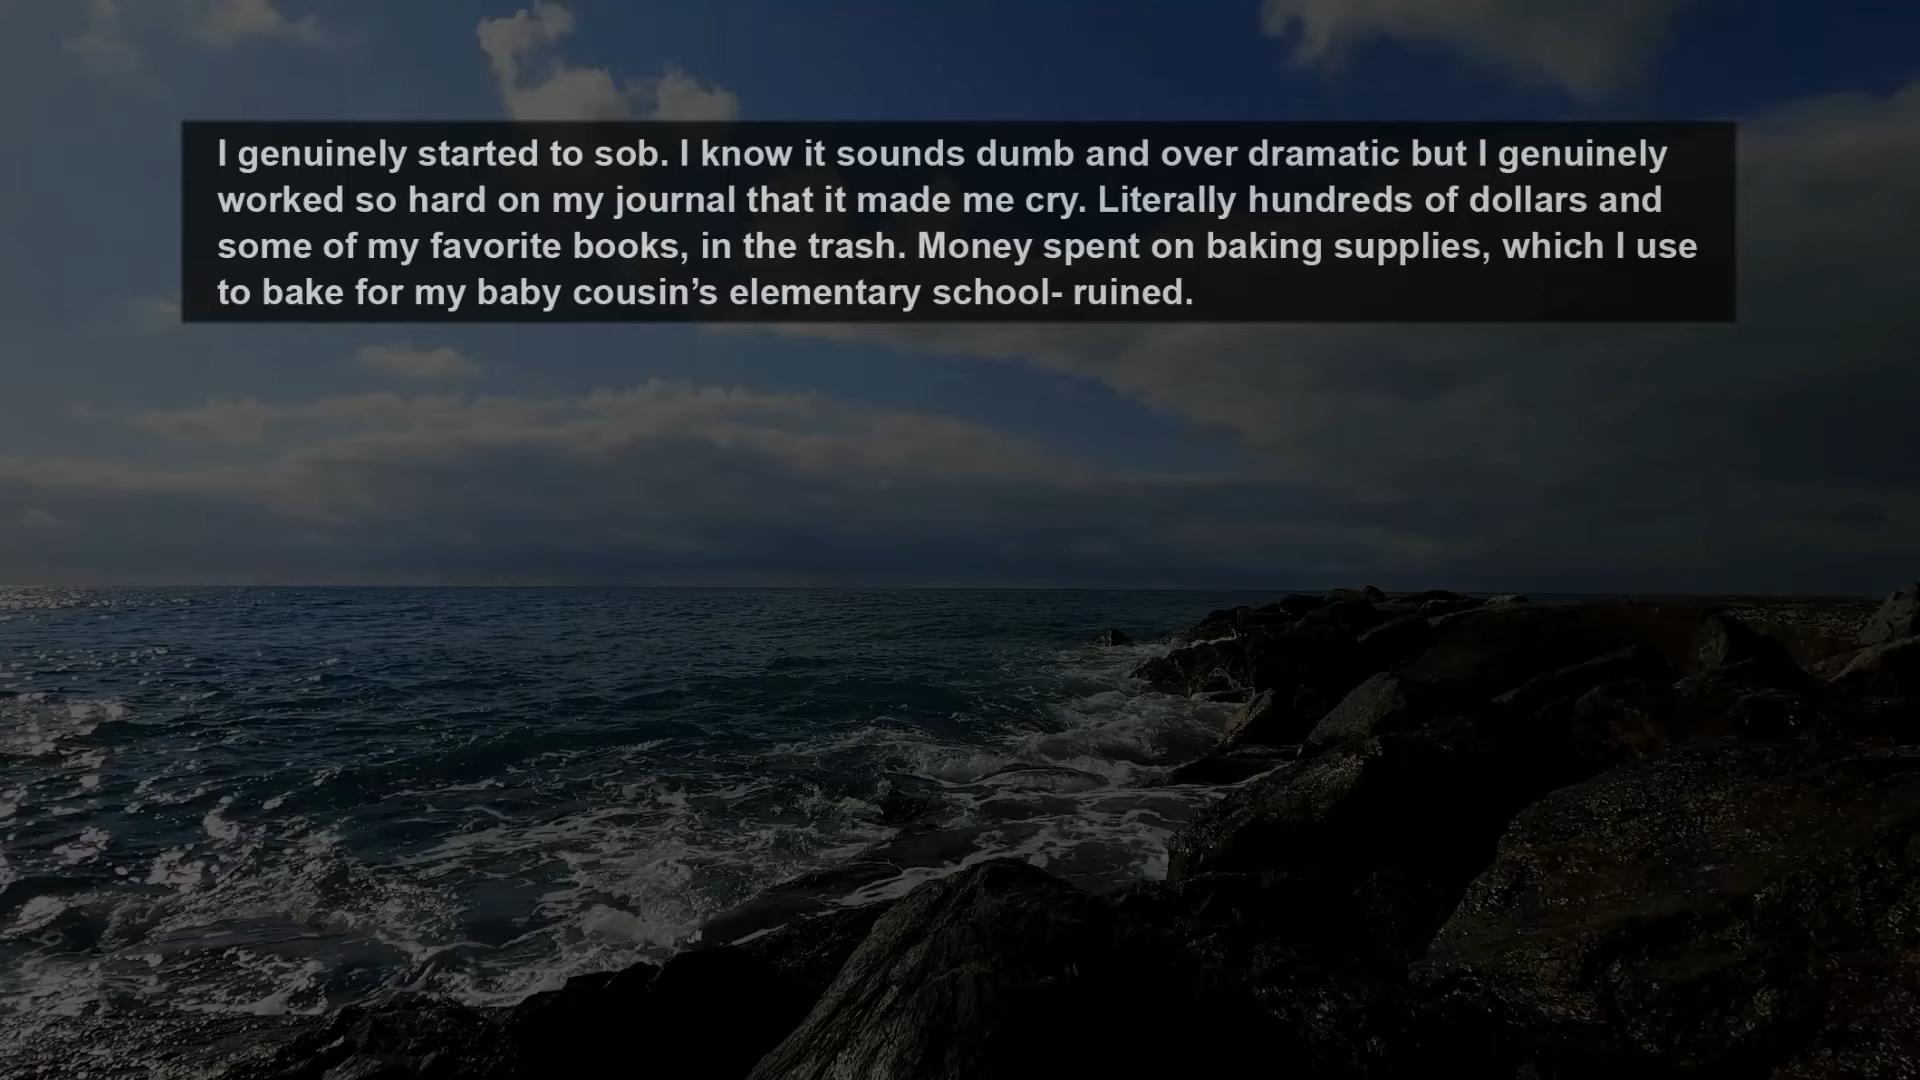 I genuinely started to sob. I know it sounds dumb and over dramatic but I genuinely
worked so hard on my journal that it made me cry. Literally hundreds of dollars and
some of my favorite books, in the trash. Money spent on baking supplies, which I use
to bake for my baby cousin’s elementary school- ruined.